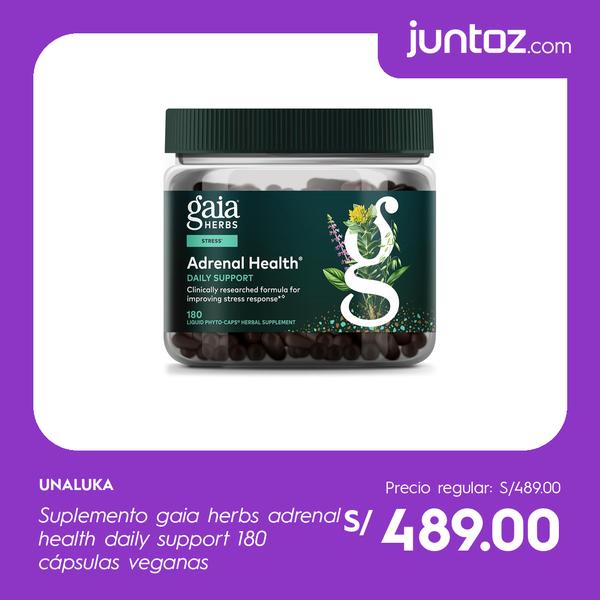 juntoz.com
gaia
HERBS
STRESS*
Adrenal Health®
DAILY SUPPORT
Clinically researched formula for
improving stress response*◊
180
LIQUID PHYTO-CAPS® HERBAL SUPPLEMENT
g
UNALUKA
Suplemento gaia herbs adrenal
health daily support 180
cápsulas veganas
Precio regular: S/489.00
S/ 489.00